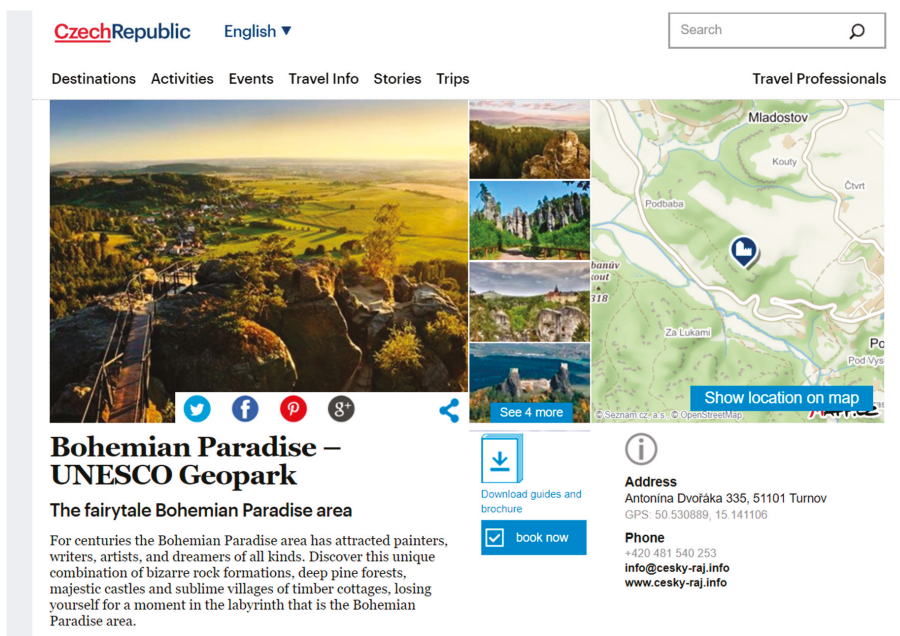 CzechRepublic
English ▼
Search
Destinations Activities Events Travel Info Stories Trips
Travel Professionals
Mladostov
Kouty
Čtvrt
Podbaba
318
Za Lukami
Pod Vys
See 4 more
Show location on map
© Seznam.cz, a.s., © OpenStreetMap
Bohemian Paradise –
UNESCO Geopark
The fairytale Bohemian Paradise area
For centuries the Bohemian Paradise area has attracted painters,
writers, artists, and dreamers of all kinds. Discover this unique
combination of bizarre rock formations, deep pine forests,
majestic castles and sublime villages of timber cottages, losing
yourself for a moment in the labyrinth that is the Bohemian
Paradise area.
Download guides and
brochure
book now
Address
Antonína Dvořáka 335, 51101 Turnov
GPS: 50.530889, 15.141106
Phone
+420 481 540 253
info@cesky-raj.info
www.cesky-raj.info